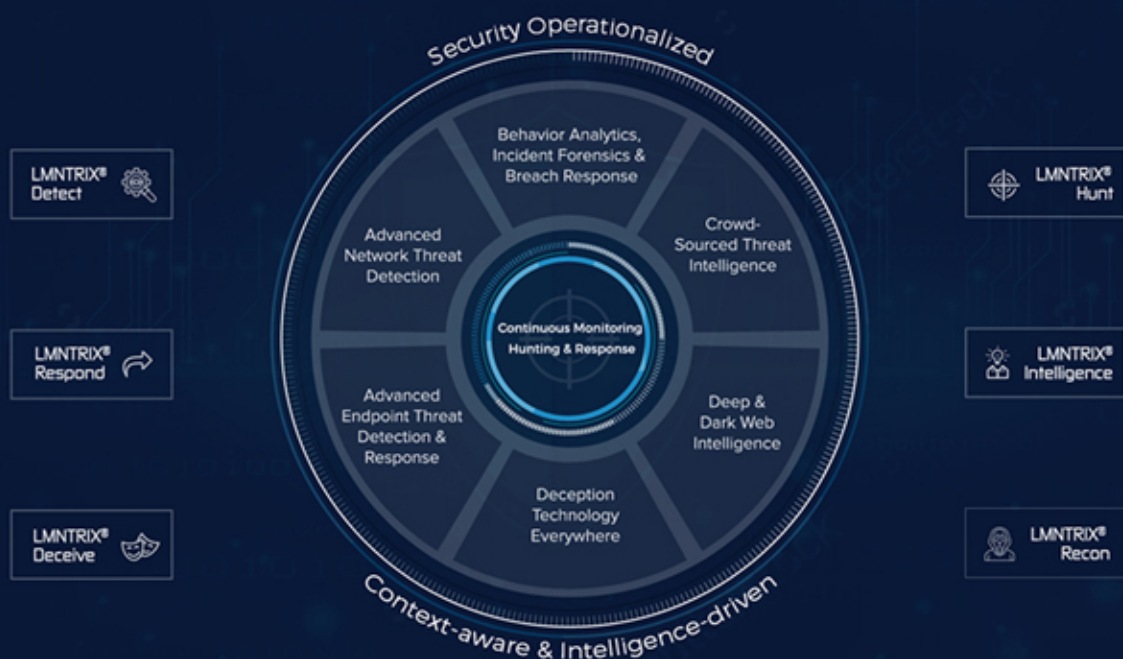 Security Operationalized
LMNTRIX®
Detect
LMNTRIX®
Respond
LMNTRIX®
Deceive
Behavior Analytics,
Incident Forensics &
Breach Response
Crowd-
Sourced Threat
Intelligence
Deep &
Dark Web
Intelligence
Deception
Technology
Everywhere
Advanced
Endpoint Threat
Detection &
Response
Advanced
Network Threat
Detection
Continuous Monitoring
Hunting & Response
LMNTRIX®
Hunt
LMNTRIX®
Intelligence
LMNTRIX®
Recon
Context-aware & Intelligence-driven